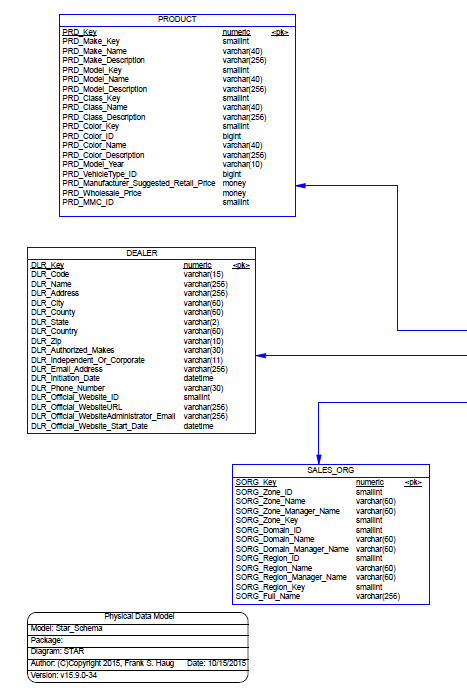 PRODUCT
PRD_Key numeric <pk>
PRD_Make_Key smallint
PRD_Make_Name varchar(40)
PRD_Make_Description varchar(256)
PRD_Model_Key smallint
PRD_Model_Name varchar(40)
PRD_Model_Description varchar(256)
PRD_Class_Key smallint
PRD_Class_Name varchar(40)
PRD_Class_Description varchar(256)
PRD_Color_Key smallint
PRD_Color_ID bigint
PRD_Color_Name varchar(40)
PRD_Color_Description varchar(256)
PRD_Model_Year varchar(10)
PRD_VehicleType_ID bigint
PRD_Manufacturer_Suggested_Retail_Price money
PRD_Wholesale_Price money
PRD_MMC_ID smallint
DEALER
DLR_Key numeric <pk>
DLR_Code varchar(15)
DLR_Name varchar(256)
DLR_Address varchar(256)
DLR_City varchar(60)
DLR_County varchar(60)
DLR_State varchar(2)
DLR_Country varchar(60)
DLR_Zip varchar(10)
DLR_Authorized_Makes varchar(30)
DLR_Independent_Or_Corporate varchar(11)
DLR_Email_Address varchar(256)
DLR_Initiation_Date datetime
DLR_Phone_Number varchar(30)
DLR_Official_Website_ID smallint
DLR_Official_WebsiteURL varchar(256)
DLR_Official_WebsiteAdministrator_Email varchar(256)
DLR_Official_Website_Start_Date datetime
SALES_ORG
SORG_Key numeric <pk>
SORG_Zone_ID smallint
SORG_Zone_Name varchar(60)
SORG_Zone_Manager_Name varchar(60)
SORG_Zone_Key smallint
SORG_Domain_ID smallint
SORG_Domain_Name varchar(60)
SORG_Domain_Manager_Name varchar(60)
SORG_Region_ID smallint
SORG_Region_Name varchar(60)
SORG_Region_Manager_Name varchar(60)
SORG_Region_Key smallint
SORG_Full_Name varchar(256)
Physical Data Model
Model: Star_Schema
Package:
Diagram: STAR
Author: (C)Copyright 2015, Frank S. Haug Date: 10/15/2015
Version: v15.9.0-34